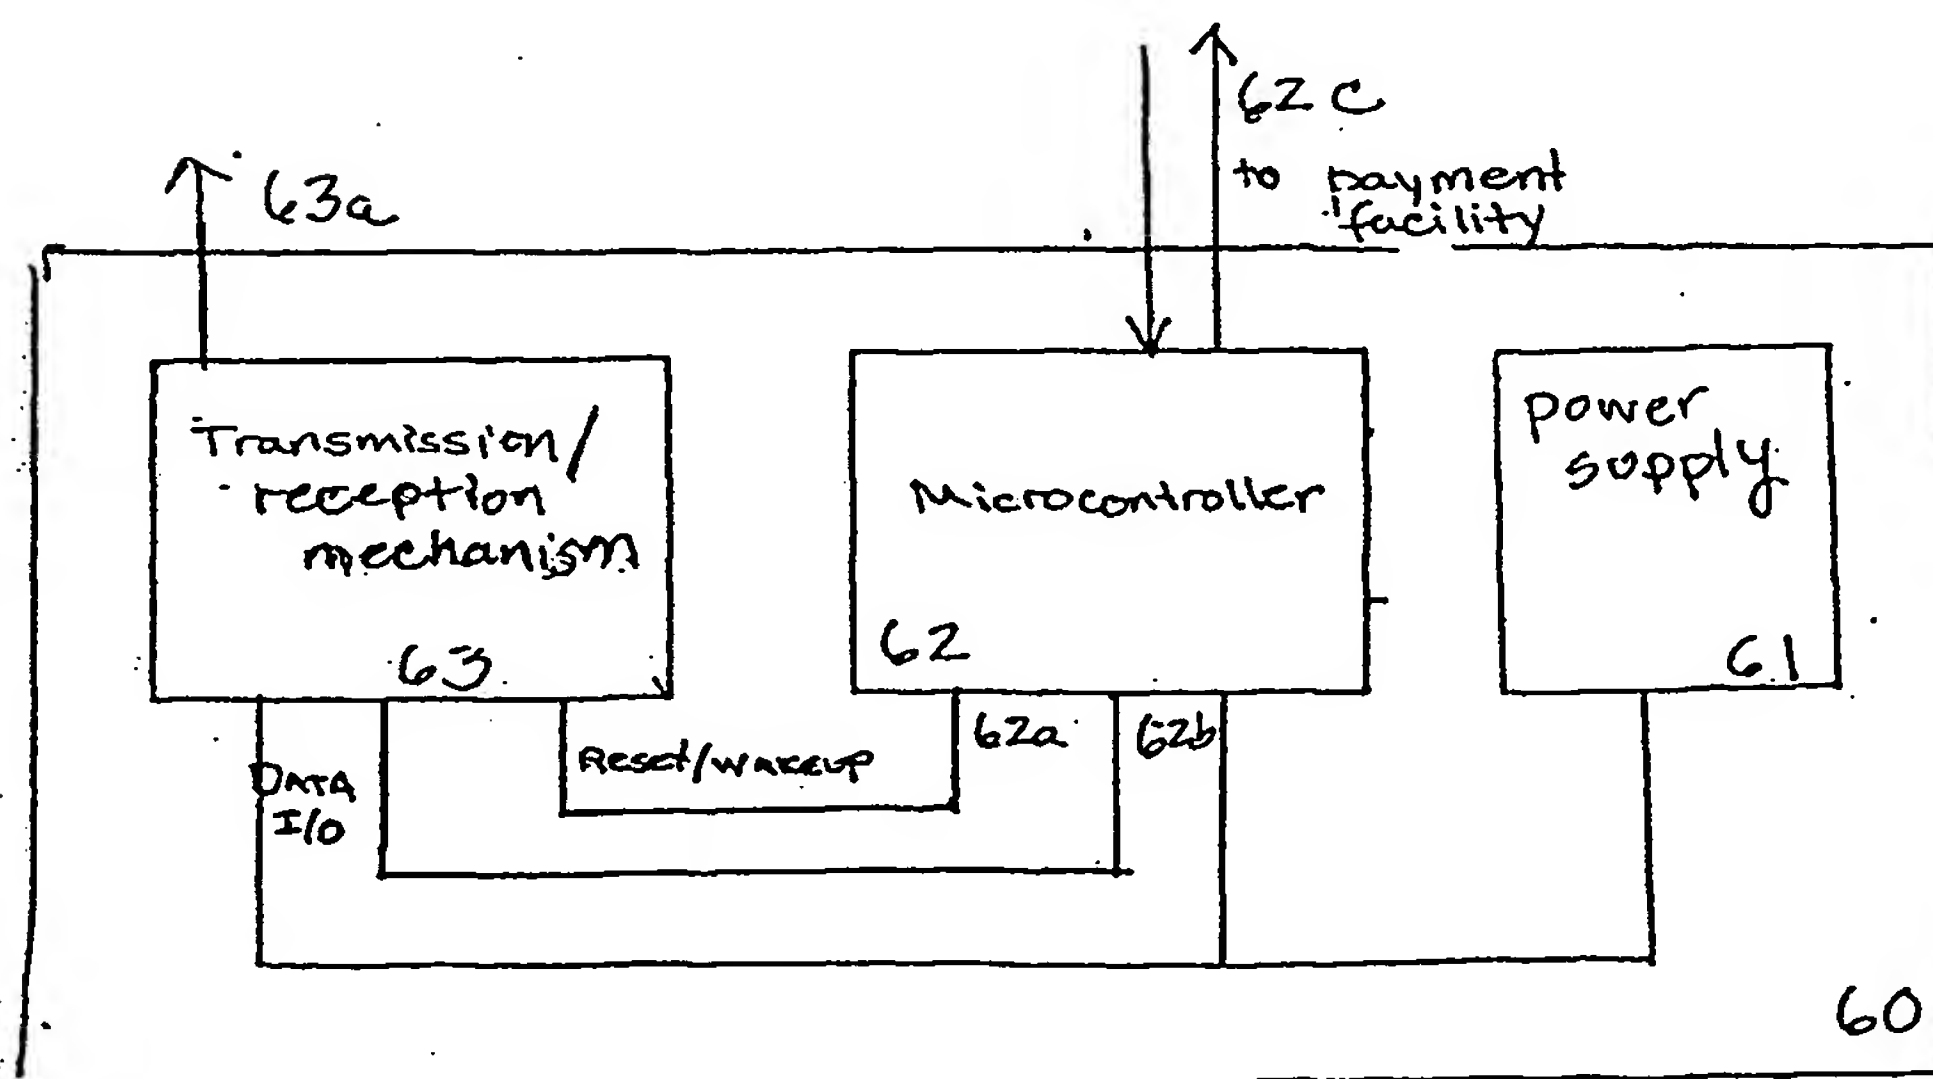 62c
to payment
facility
63a
Transmission/
reception
mechanism
63
Microcontroller
62
power
supply
61
62a
62b
Reset/WAKEUP
DATA
I/O
60